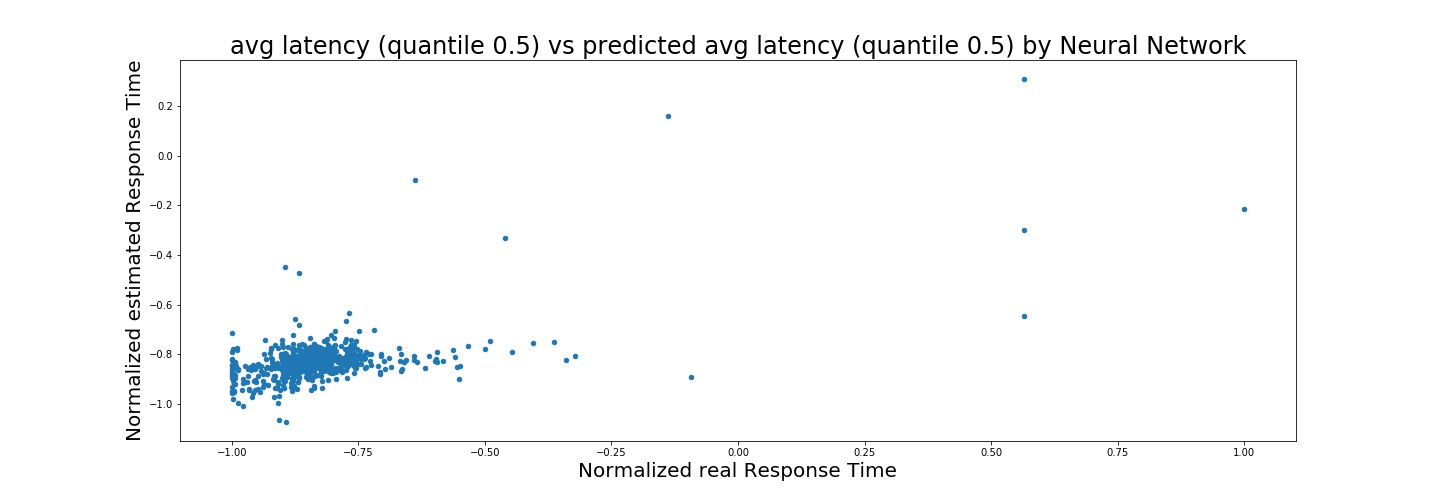 avg latency (quantile 0.5) vs predicted avg latency (quantile 0.5) by Neural Network
Normalized estimated Response Time
0.2
0.0
−0.2
−0.4
−0.6
−0.8
−1.0
−1.00 −0.75 −0.50 −0.25 0.00 0.25 0.50 0.75 1.00
Normalized real Response Time